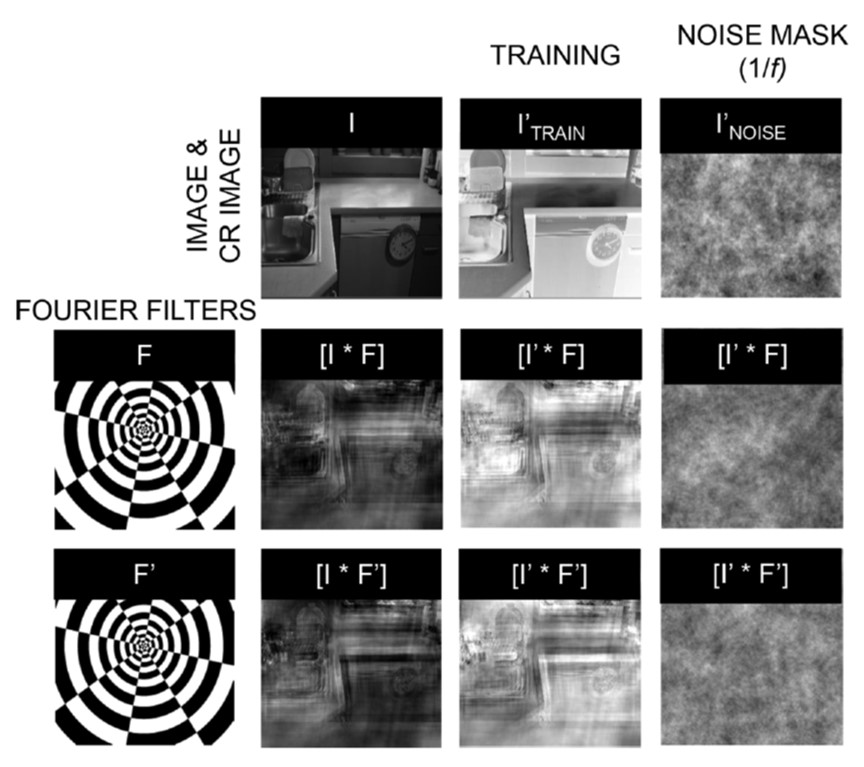 TRAINING
NOISE MASK
(1/f)
IMAGE &
CR IMAGE
I
I'TRAIN
I'NOISE
FOURIER FILTERS
F
[I * F]
[I' * F]
[I' * F]
F'
[I * F']
[I' * F']
[I' * F']